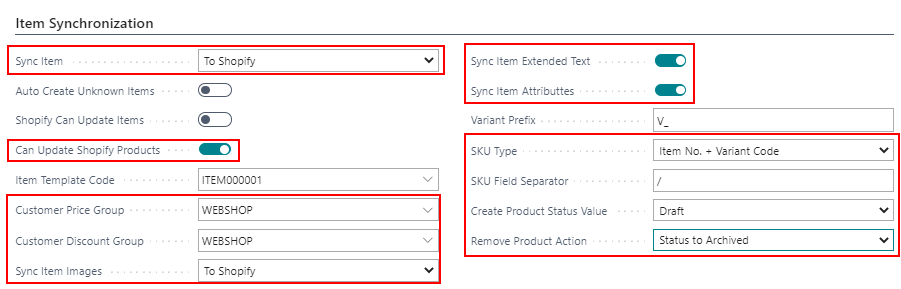 Item Synchronization
Sync Item To Shopify
Auto Create Unknown Items
Shopify Can Update Items
Can Update Shopify Products
Item Template Code ITEM000001
Customer Price Group WEBSHOP
Customer Discount Group WEBSHOP
Sync Item Images To Shopify
Sync Item Extended Text
Sync Item Attributtes
Variant Prefix V_
SKU Type Item No. + Variant Code
SKU Field Separator /
Create Product Status Value Draft
Remove Product Action Status to Archived